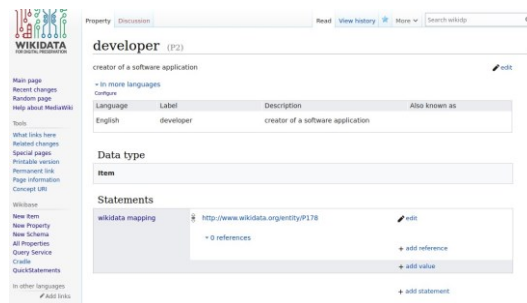 WIKIDATA
FOR DIGITAL PRESERVATION
Main page
Recent changes
Random page
Help about MediaWiki
Tools
What links here
Related changes
Special pages
Printable version
Permanent link
Page information
Concept URI
Wikibase
New Item
New Property
New Schema
All Properties
Query Service
Cradle
QuickStatements
In other languages
Add links
Property Discussion Read View history More Search wikidp
developer (P2)
creator of a software application edit
In more languages
Configure
Language Label Description Also known as
English developer creator of a software application
Data type
Item
Statements
wikidata mapping http://www.wikidata.org/entity/P178 edit
0 references
+ add reference
+ add value
+ add statement